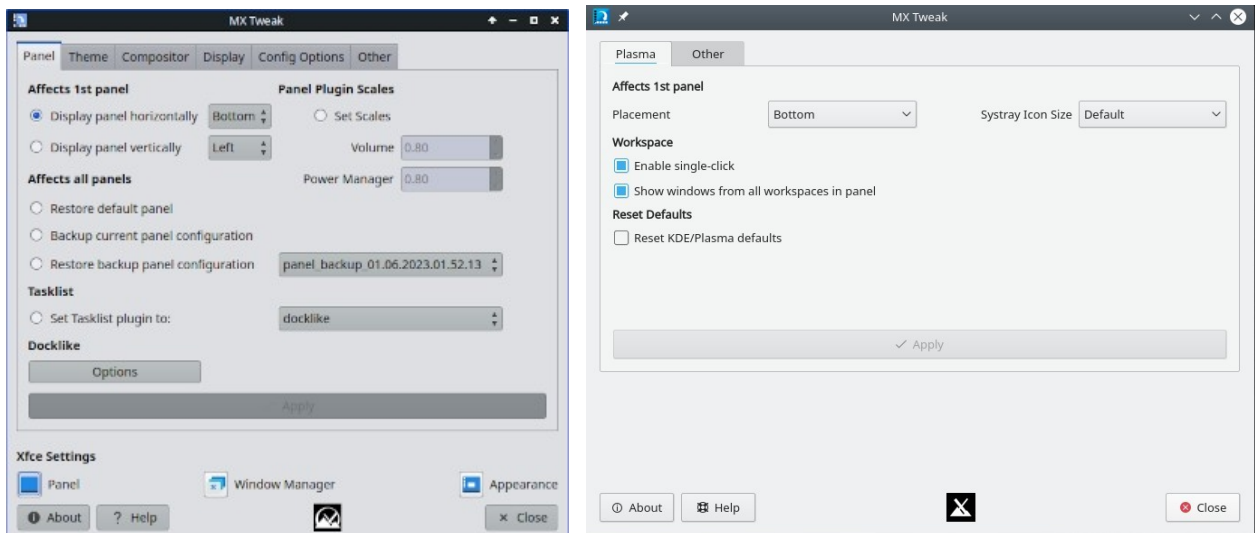 MX Tweak
Panel Theme Compositor Display Config Options Other
Affects 1st panel Panel Plugin Scales
Display panel horizontally Bottom Set Scales
Display panel vertically Left Volume 0.80
Affects all panels Power Manager 0.80
Restore default panel
Backup current panel configuration
Restore backup panel configuration panel_backup_01.06.2023.01.52.13
Tasklist
Set Tasklist plugin to: docklike
Docklike
Options
Apply
Xfce Settings
Panel Window Manager Appearance
About ? Help Close
MX Tweak
Plasma Other
Affects 1st panel
Placement Bottom Systray Icon Size Default
Workspace
Enable single-click
Show windows from all workspaces in panel
Reset Defaults
Reset KDE/Plasma defaults
Apply
About Help Close